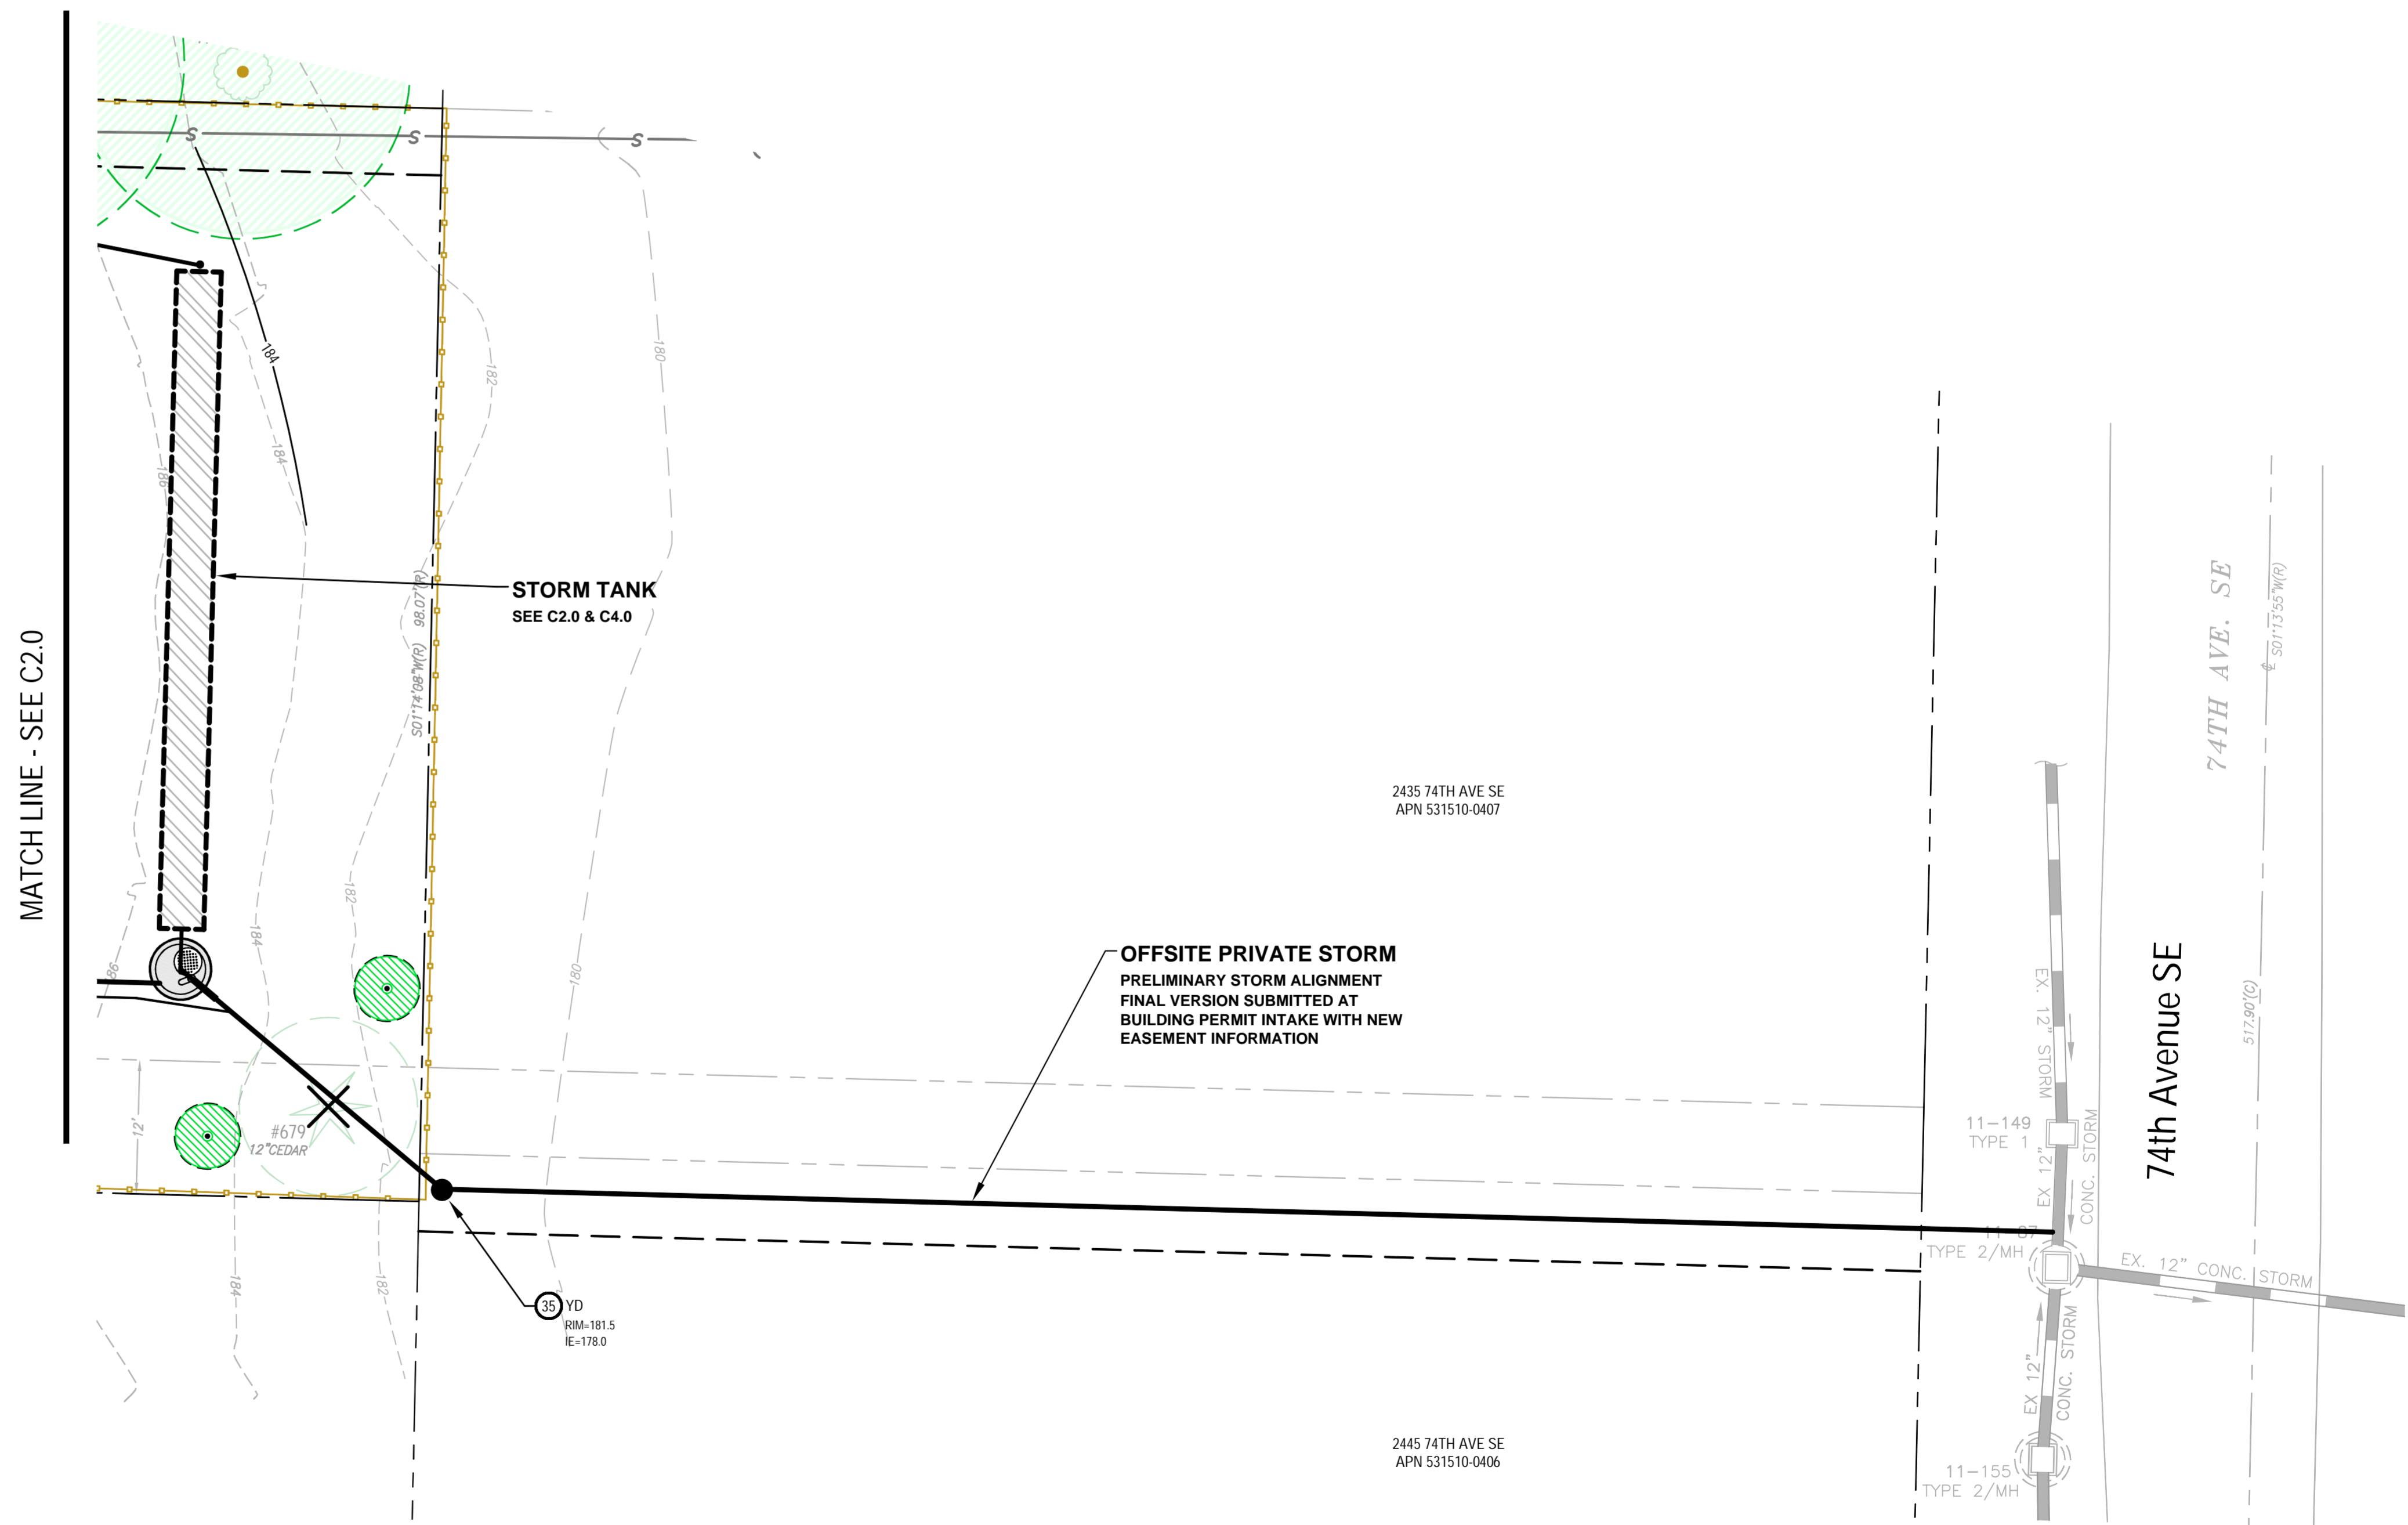 MATCH LINE - SEE C2.0
S
S
S
184
184
186
182
180
S01°14'08"W(R) 98.07'(R)
STORM TANK
SEE C2.0 & C4.0
2435 74TH AVE SE
APN 531510-0407
OFFSITE PRIVATE STORM
PRELIMINARY STORM ALIGNMENT
FINAL VERSION SUBMITTED AT
BUILDING PERMIT INTAKE WITH NEW
EASEMENT INFORMATION
182
184
186
180
12'
#679
12"CEDAR
184
182
35 YD
RIM=181.5
IE=178.0
2445 74TH AVE SE
APN 531510-0406
74TH AVE. SE
S01°13'55"W(R)
517.90'(C)
74th Avenue SE
EX. 12" STORM
11-149
TYPE 1
EX 12"
CONC. STORM
TYPE 2/MH
EX. 12" CONC. STORM
EX 12"
CONC. STORM
11-155
TYPE 2/MH